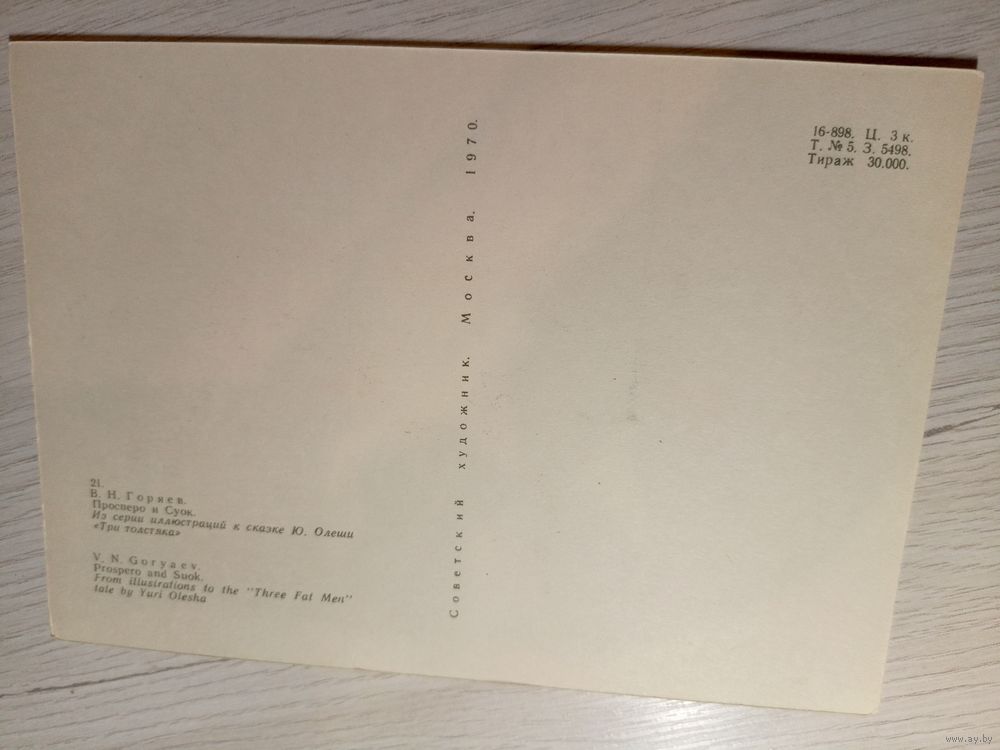 16-898. Ц. 3 к.
Т. № 5. З. 5498.
Тираж 30.000.
Советский художник. Москва. 1970.
21.
В. Н. Горяев.
Просперо и Суок.
Из серии иллюстраций к сказке Ю. Олеши
«Три толстяка»
V. N. Goryaev.
Prospero and Suok.
From illustrations to the "Three Fat Men"
tale by Yuri Olesha
www.ay.by